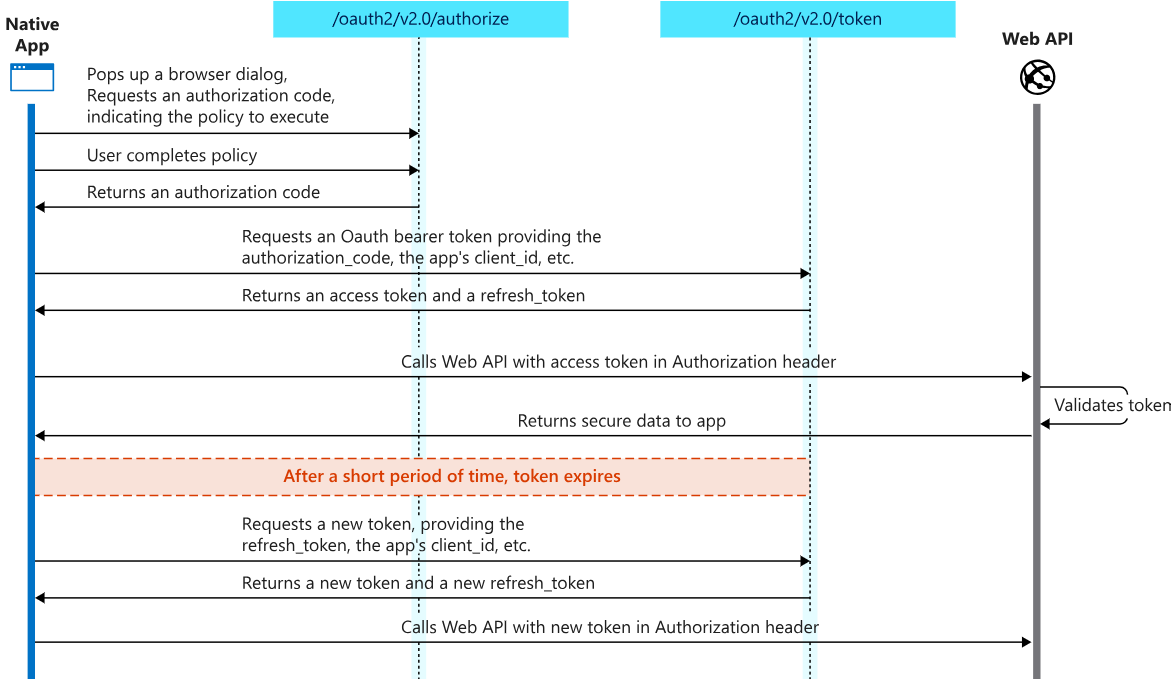 Native
App
/oauth2/v2.0/authorize
/oauth2/v2.0/token
Web API
Pops up a browser dialog,
Requests an authorization code,
indicating the policy to execute
User completes policy
Returns an authorization code
Requests an Oauth bearer token providing the
authorization_code, the app's client_id, etc.
Returns an access token and a refresh_token
Calls Web API with access token in Authorization header
Validates token
Returns secure data to app
After a short period of time, token expires
Requests a new token, providing the
refresh_token, the app's client_id, etc.
Returns a new token and a new refresh_token
Calls Web API with new token in Authorization header